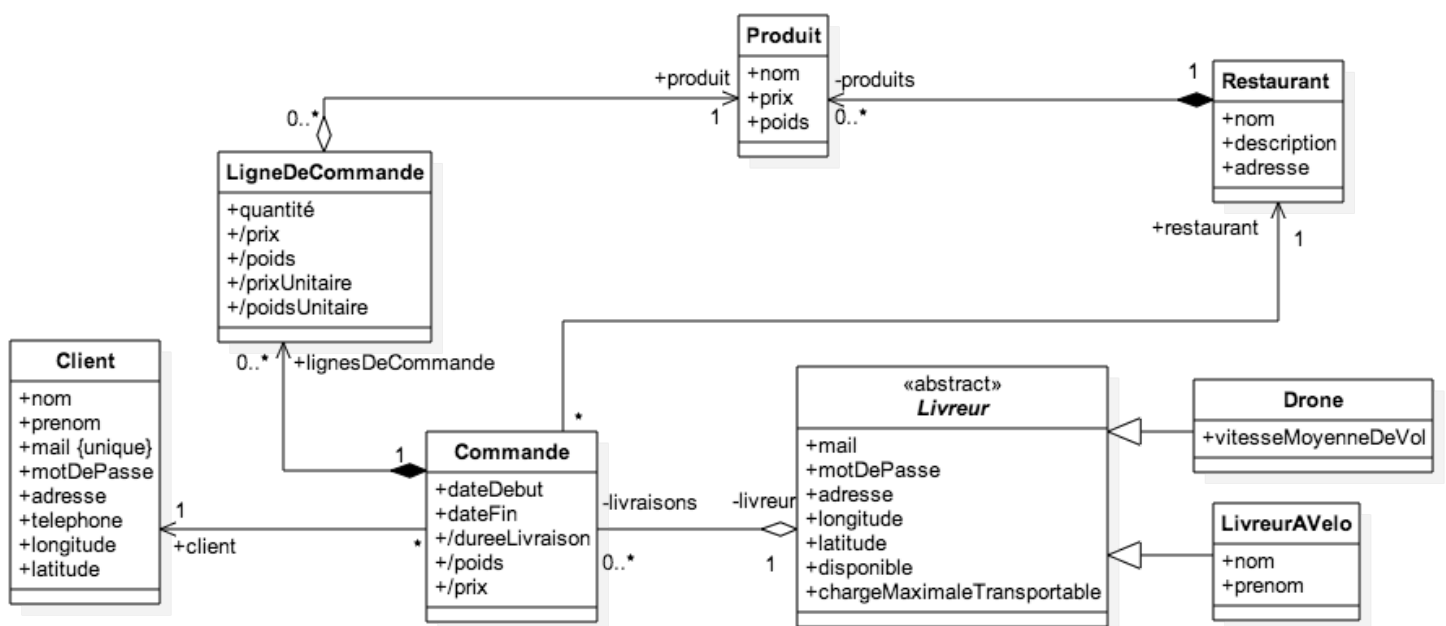 Produit
+nom
+prix
+poids
+produit
1
0..*
-produits
0..*
1
Restaurant
+nom
+description
+adresse
+restaurant
1
LigneDeCommande
+quantité
+/prix
+/poids
+/prixUnitaire
+/poidsUnitaire
0..*
+lignesDeCommande
Client
+nom
+prenom
+mail {unique}
+motDePasse
+adresse
+telephone
+longitude
+latitude
1
+client
*
1
*
Commande
+dateDebut
+dateFin
+/dureeLivraison
+/poids
+/prix
-livraisons
0..*
-livreur
1
«abstract»
Livreur
+mail
+motDePasse
+adresse
+longitude
+latitude
+disponible
+chargeMaximaleTransportable
Drone
+vitesseMoyenneDeVol
LivreurAVelo
+nom
+prenom